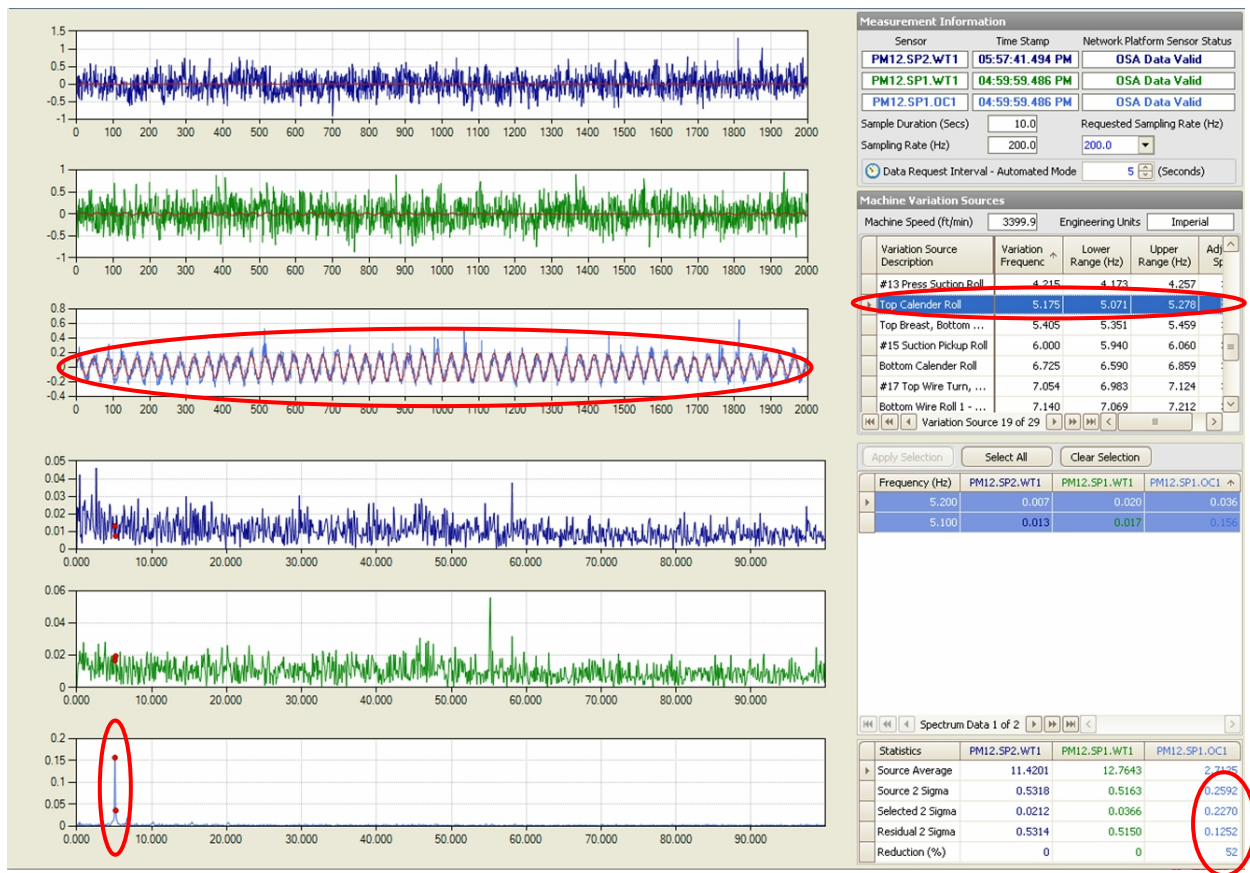 1.5
1
0.5
0
-0.5
-1
0 100 200 300 400 500 600 700 800 900 1000 1100 1200 1300 1400 1500 1600 1700 1800 1900 2000
1
0.5
0
-0.5
-1
0 100 200 300 400 500 600 700 800 900 1000 1100 1200 1300 1400 1500 1600 1700 1800 1900 2000
0.8
0.6
0.4
0.2
0
-0.2
-0.4
0 100 200 300 400 500 600 700 800 900 1000 1100 1200 1300 1400 1500 1600 1700 1800 1900 2000
0.05
0.04
0.03
0.02
0.01
0
0.000 10.000 20.000 30.000 40.000 50.000 60.000 70.000 80.000 90.000
0.06
0.04
0.02
0
0.000 10.000 20.000 30.000 40.000 50.000 60.000 70.000 80.000 90.000
0.2
0.15
0.1
0.05
0
0.000 10.000 20.000 30.000 40.000 50.000 60.000 70.000 80.000 90.000
Measurement Information
Sensor Time Stamp Network Platform Sensor Status
PM12.SP2.WT1 05:57:41.494 PM OSA Data Valid
PM12.SP1.WT1 04:59:59.486 PM OSA Data Valid
PM12.SP1.OC1 04:59:59.486 PM OSA Data Valid
Sample Duration (Secs) 10.0 Requested Sampling Rate (Hz)
Sampling Rate (Hz) 200.0 200.0
Data Request Interval - Automated Mode 5 (Seconds)
Machine Variation Sources
Machine Speed (ft/min) 3399.9 Engineering Units Imperial
Variation Source Variation Lower Upper Adj
Description Frequenc Range (Hz) Range (Hz) Sp
#13 Press Suction Roll 4.215 4.173 4.257
Top Calender Roll 5.175 5.071 5.278
Top Breast, Bottom ... 5.405 5.351 5.459
#15 Suction Pickup Roll 6.000 5.940 6.060
Bottom Calender Roll 6.725 6.590 6.859
#17 Top Wire Turn, ... 7.054 6.983 7.124
Bottom Wire Roll 1 - ... 7.140 7.069 7.212
Variation Source 19 of 29
Apply Selection Select All Clear Selection
Frequency (Hz) PM12.SP2.WT1 PM12.SP1.WT1 PM12.SP1.OC1
5.200 0.007 0.020 0.036
5.100 0.013 0.017 0.156
Spectrum Data 1 of 2
Statistics PM12.SP2.WT1 PM12.SP1.WT1 PM12.SP1.OC1
Source Average 11.4201 12.7643 2.7125
Source 2 Sigma 0.5318 0.5163 0.2592
Selected 2 Sigma 0.0212 0.0366 0.2270
Residual 2 Sigma 0.5314 0.5150 0.1252
Reduction (%) 0 0 52